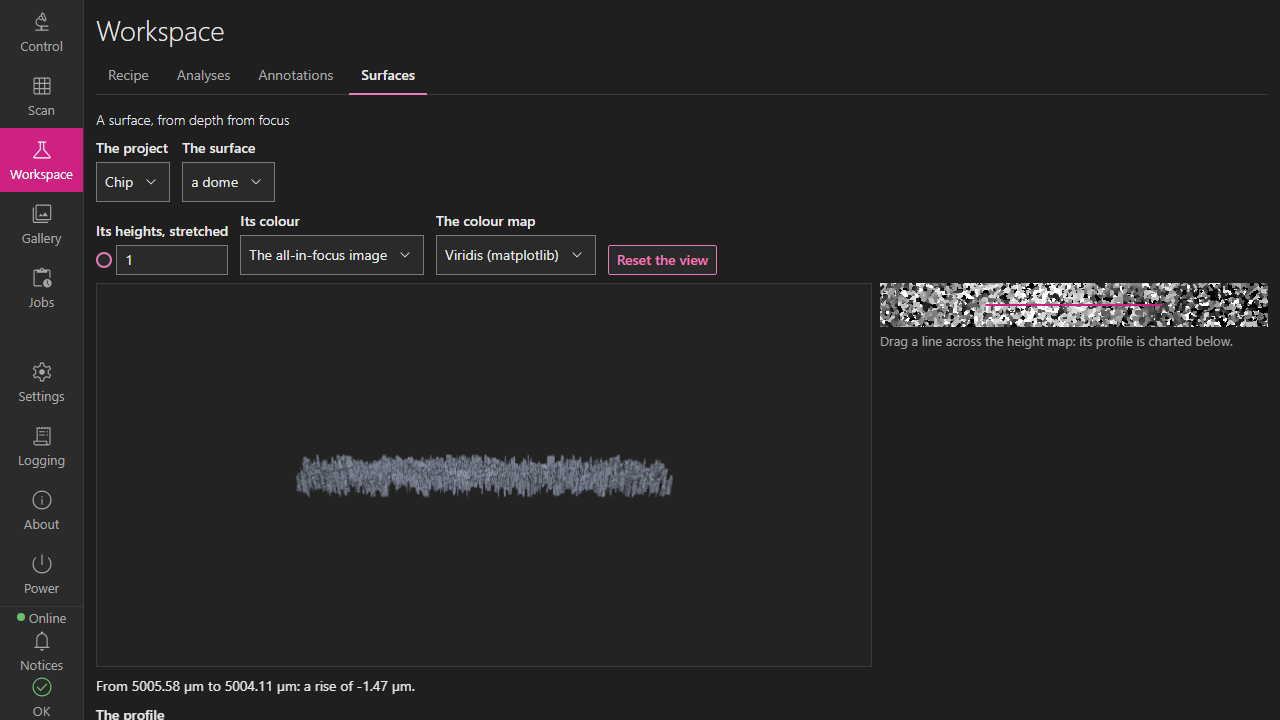 Control
Scan
Workspace
Gallery
Jobs
Settings
Logging
About
Power
Online
Notices
OK
Workspace
Recipe
Analyses
Annotations
Surfaces
A surface, from depth from focus
The project
The surface
Chip
a dome
Its heights, stretched
Its colour
The colour map
1
The all-in-focus image
Viridis (matplotlib)
Reset the view
Drag a line across the height map: its profile is charted below.
From 5005.58 µm to 5004.11 µm: a rise of -1.47 µm.
The profile